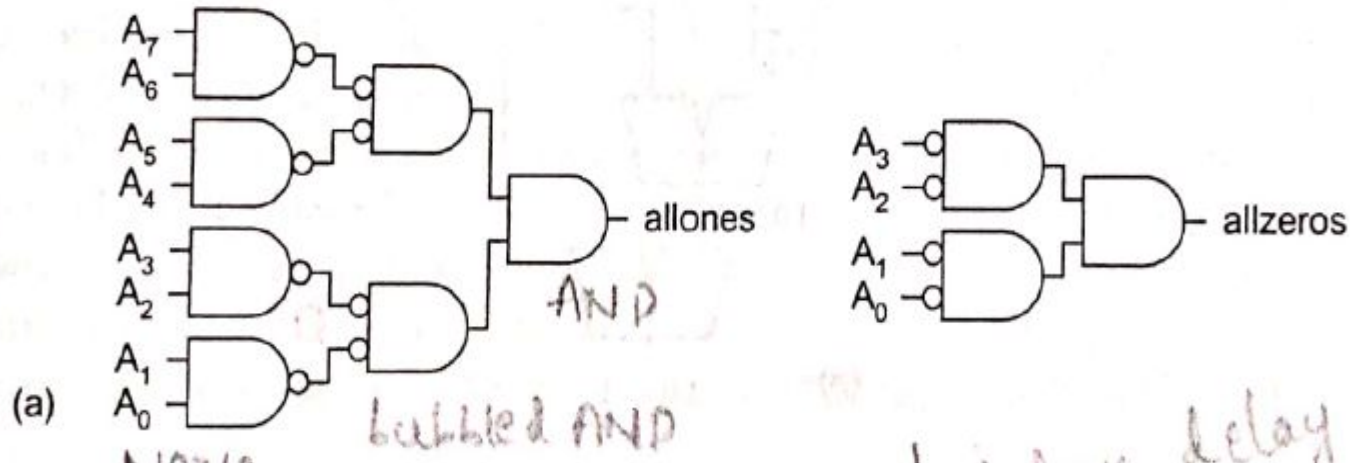 A7
A6
A5
A4
A3
A2
A1
A0
allones
A3
A2
A1
A0
allzeros
AND
(a)
bubbled AND
delay